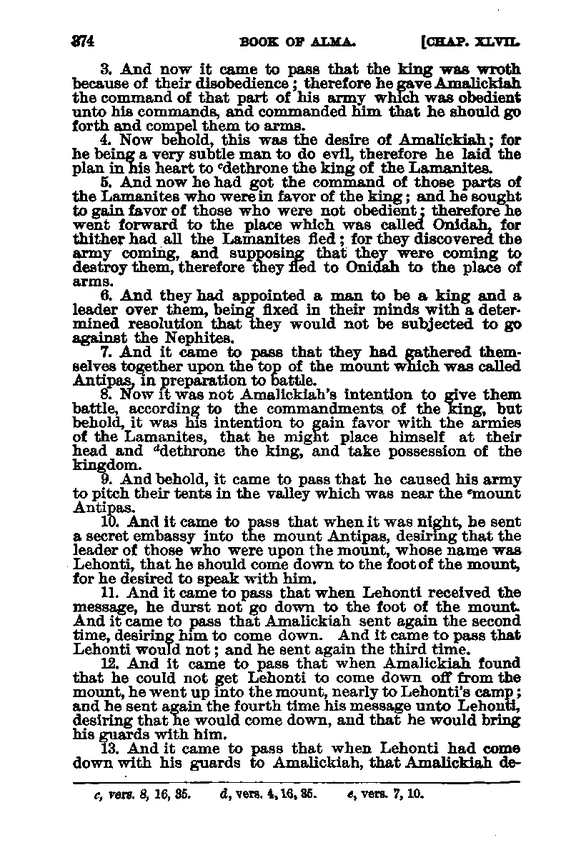 374 BOOK OF ALMA. [CHAP. XLVII.
3. And now it came to pass that the king was wroth
because of their disobedience; therefore he gave Amalickiah
the command of that part of his army which was obedient
unto his commands, and commanded him that he should go
forth and compel them to arms.
4. Now behold, this was the desire of Amalickiah; for
he being a very subtle man to do evil, therefore he laid the
plan in his heart to cdethrone the king of the Lamanites.
5. And now he had got the command of those parts of
the Lamanites who were in favor of the king; and he sought
to gain favor of those who were not obedient; therefore he
went forward to the place which was called Onidah, for
thither had all the Lamanites fled; for they discovered the
army coming, and supposing that they were coming to
destroy them, therefore they fled to Onidah to the place of
arms.
6. And they had appointed a man to be a king and a
leader over them, being fixed in their minds with a deter-
mined resolution that they would not be subjected to go
against the Nephites.
7. And it came to pass that they had gathered them-
selves together upon the top of the mount which was called
Antipas, in preparation to battle.
8. Now it was not Amalickiah's intention to give them
battle, according to the commandments of the king, but
behold, it was his intention to gain favor with the armies
of the Lamanites, that he might place himself at their
head and ddethrone the king, and take possession of the
kingdom.
9. And behold, it came to pass that he caused his army
to pitch their tents in the valley which was near the emount
Antipas.
10. And it came to pass that when it was night, he sent
a secret embassy into the mount Antipas, desiring that the
leader of those who were upon the mount, whose name was
Lehonti, that he should come down to the foot of the mount,
for he desired to speak with him.
11. And it came to pass that when Lehonti received the
message, he durst not go down to the foot of the mount.
And it came to pass that Amalickiah sent again the second
time, desiring him to come down. And it came to pass that
Lehonti would not; and he sent again the third time.
12. And it came to pass that when Amalickiah found
that he could not get Lehonti to come down off from the
mount, he went up into the mount, nearly to Lehonti's camp;
and he sent again the fourth time his message unto Lehonti,
desiring that he would come down, and that he would bring
his guards with him.
13. And it came to pass that when Lehonti had come
down with his guards to Amalickiah, that Amalickiah de-
c, vers. 8, 16, 35. d, vers. 4, 16, 35. e, vers. 7, 10.